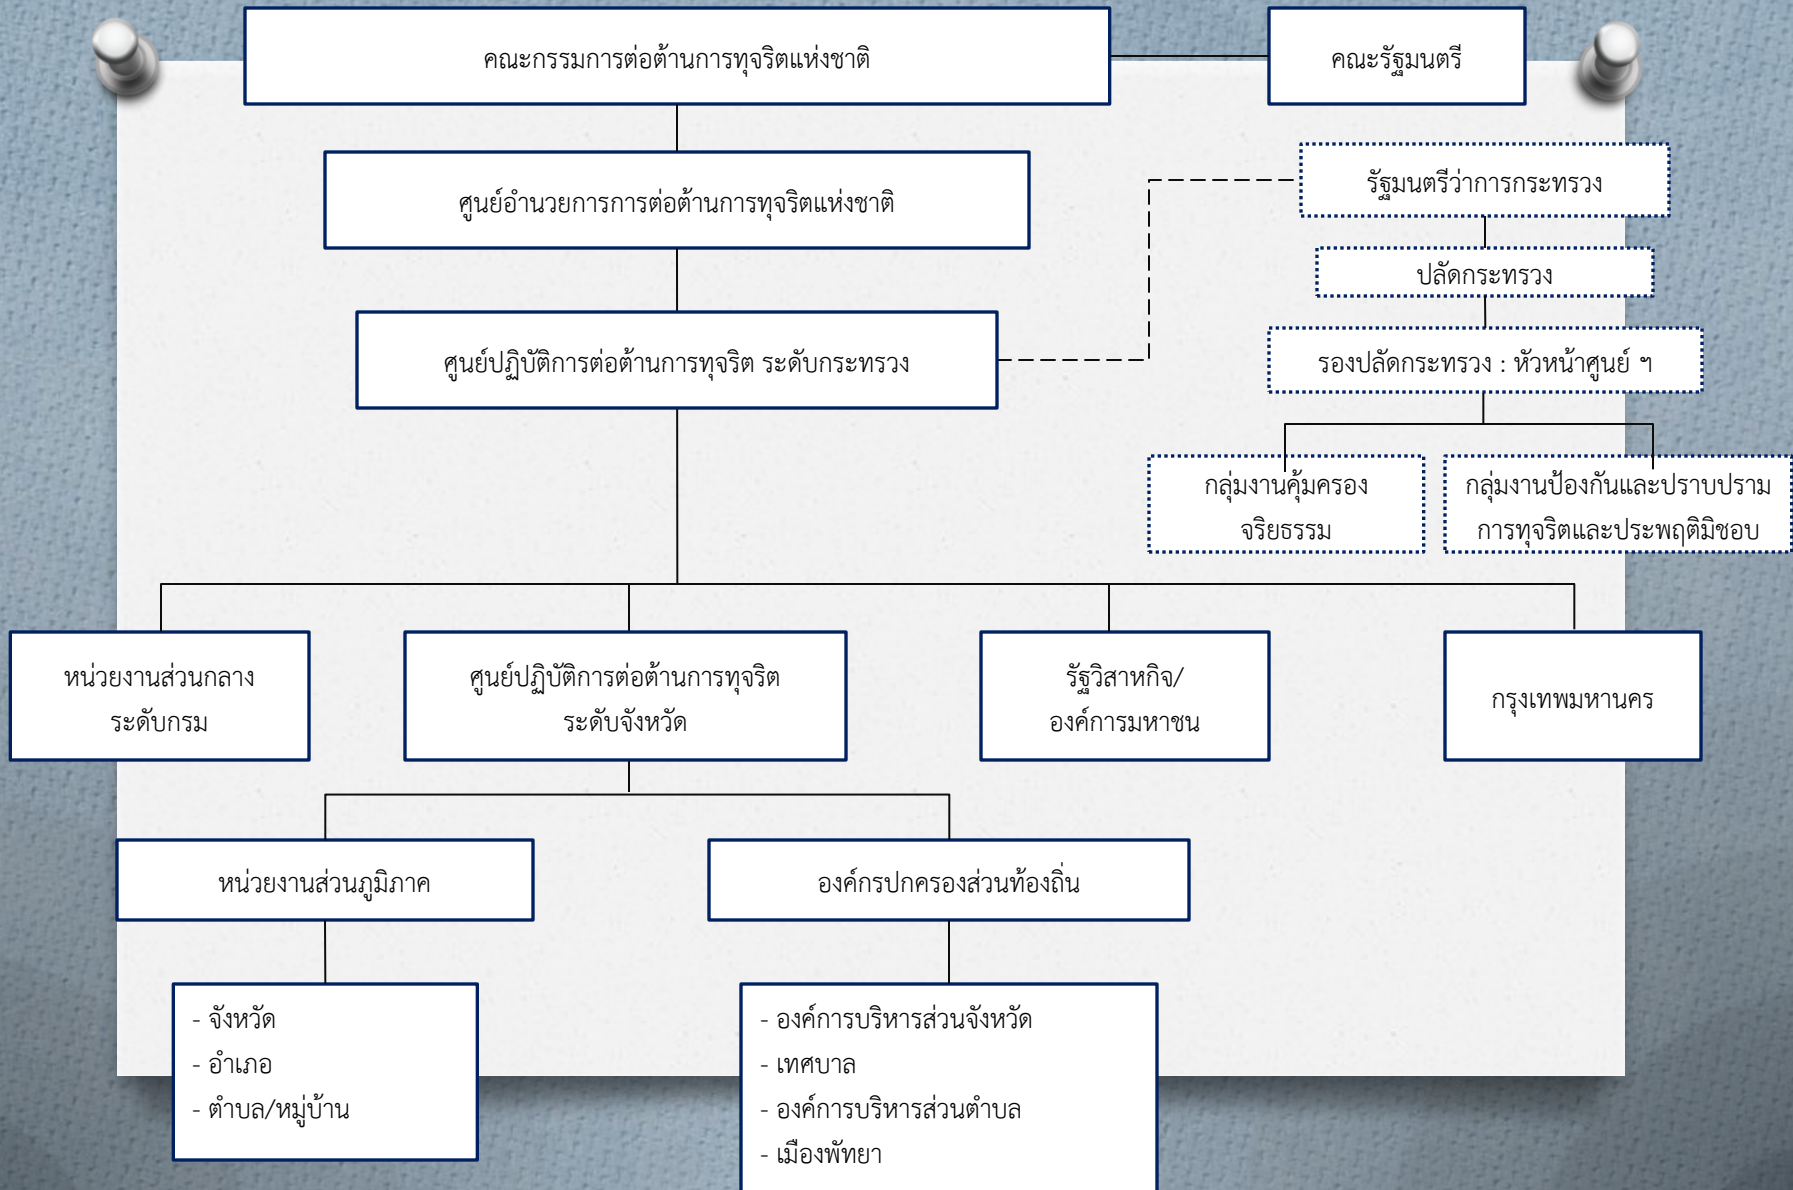 คณะกรรมการต่อต้านการทุจริตแห่งชาติ
คณะรัฐมนตรี
ศูนย์อำนวยการการต่อต้านการทุจริตแห่งชาติ
รัฐมนตรีว่าการกระทรวง
ปลัดกระทรวง
ศูนย์ปฏิบัติการต่อต้านการทุจริต ระดับกระทรวง
รองปลัดกระทรวง : หัวหน้าศูนย์ ฯ
กลุ่มงานคุ้มครอง
จริยธรรม
กลุ่มงานป้องกันและปราบปราม
การทุจริตและประพฤติมิชอบ
หน่วยงานส่วนกลาง
ระดับกรม
ศูนย์ปฏิบัติการต่อต้านการทุจริต
ระดับจังหวัด
รัฐวิสาหกิจ/
องค์การมหาชน
กรุงเทพมหานคร
หน่วยงานส่วนภูมิภาค
องค์กรปกครองส่วนท้องถิ่น
- จังหวัด
- อำเภอ
- ตำบล/หมู่บ้าน
- องค์การบริหารส่วนจังหวัด
- เทศบาล
- องค์การบริหารส่วนตำบล
- เมืองพัทยา